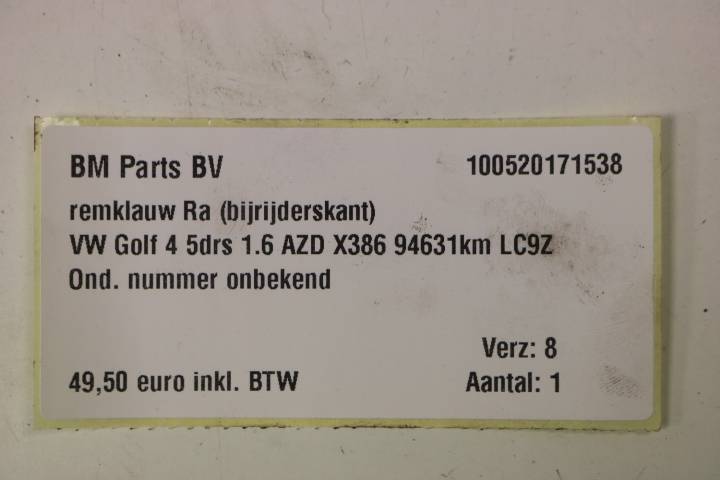 BM Parts BV 100520171538
remklauw Ra (bijrijderskant)
VW Golf 4 5drs 1.6 AZD X386 94631km LC9Z
Ond. nummer onbekend
Verz: 8
49,50 euro inkl. BTW Aantal: 1